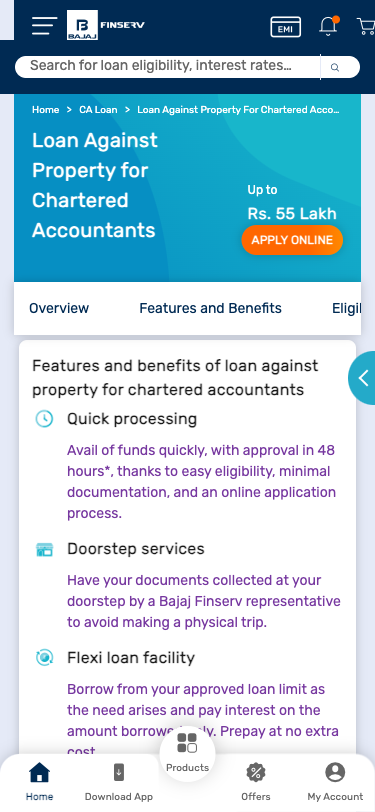 B
BAJAJ
FINSERV
EMI
Search for loan eligibility, interest rates...
Home > CA Loan > Loan Against Property For Chartered Acco...
Loan Against
Property for
Chartered
Accountants
Up to
Rs. 55 Lakh
APPLY ONLINE
Overview Features and Benefits Eligi
Features and benefits of loan against
property for chartered accountants
Quick processing
Avail of funds quickly, with approval in 48
hours*, thanks to easy eligibility, minimal
documentation, and an online application
process.
Doorstep services
Have your documents collected at your
doorstep by a Bajaj Finserv representative
to avoid making a physical trip.
Flexi loan facility
Borrow from your approved loan limit as
the need arises and pay interest on the
amount borrowe ly. Prepay at no extra
cost
Products
Home
Download App
Offers
My Account